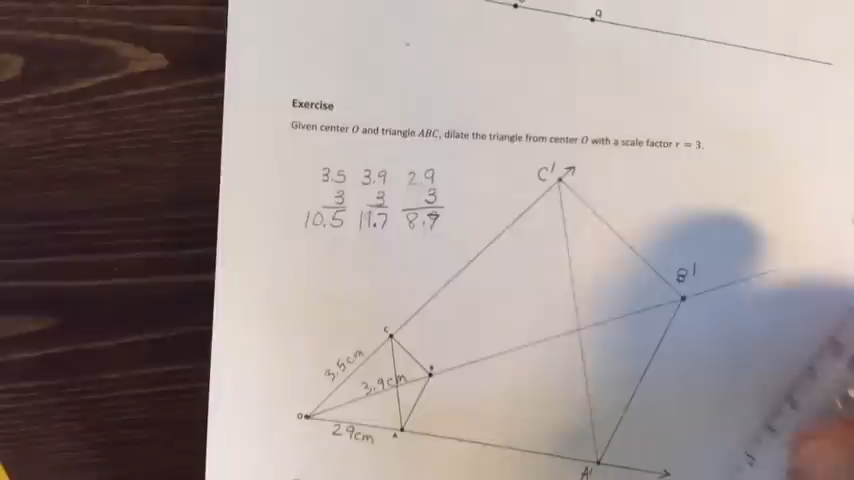 Q
Exercise
Given center O and triangle ABC, dilate the triangle from center O with a scale factor r = 3.
3.5 3.9 2.9
3 3 3
10.5 11.7 8.7
C'
B'
C
3.5cm
B
3.9cm
O
2.9cm
A
A'